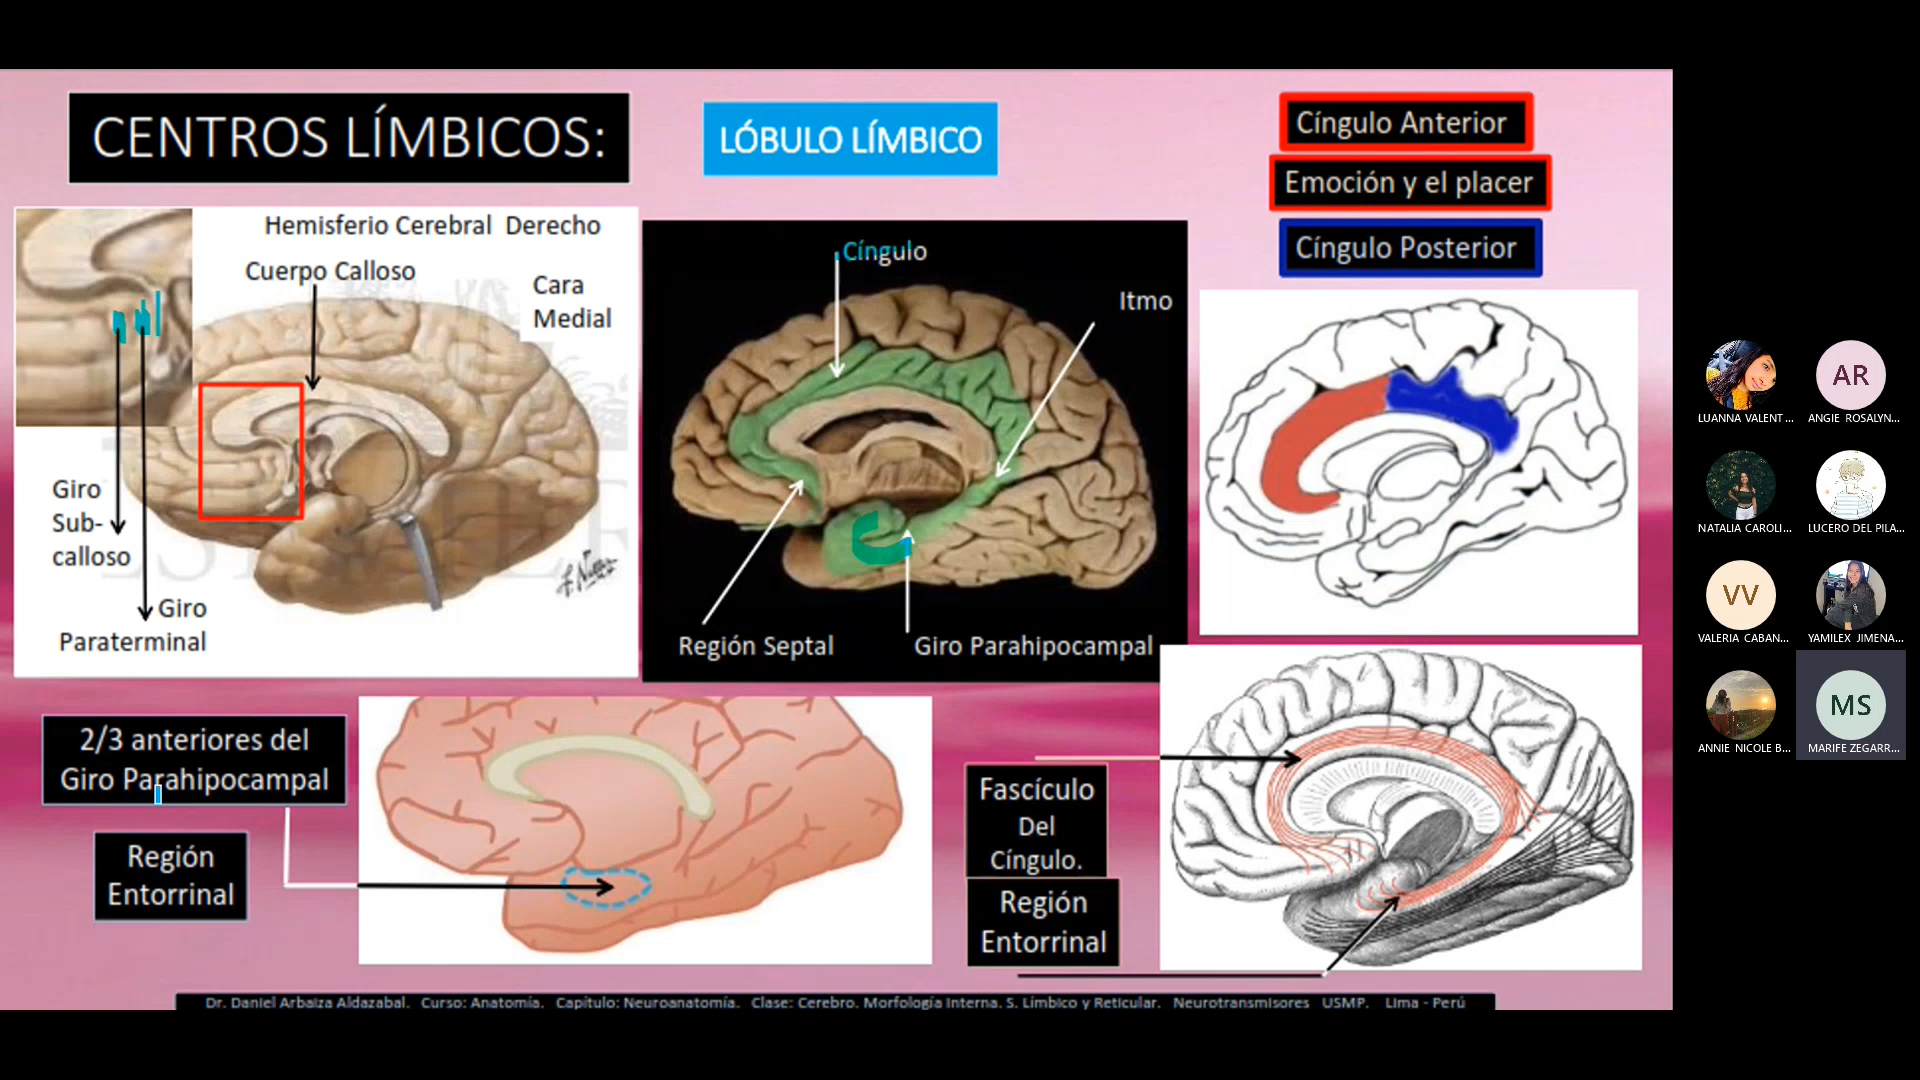 CENTROS LÍMBICOS:
LÓBULO LÍMBICO
Cíngulo Anterior
Emoción y el placer
Cíngulo Posterior
Hemisferio Cerebral Derecho
Cuerpo Calloso
Cara
Medial
Giro
Sub-
calloso
Giro
Paraterminal
Cíngulo
Itmo
Región Septal
Giro Parahipocampal
2/3 anteriores del
Giro Parahipocampal
Región
Entorrinal
Fascículo
Del
Cíngulo.
Región
Entorrinal
Dr. Daniel Arbaiza Aldazabal. Curso: Anatomía. Capítulo: Neuroanatomía. Clase: Cerebro. Morfología Interna. S. Límbico y Reticular. Neurotransmisores USMP. Lima - Perú
LUANNA VALENT...
AR
ANGIE ROSALYN...
NATALIA CAROLI...
LUCERO DEL PILA...
VV
VALERIA CABAN...
YAMILEX JIMENA...
ANNIE NICOLE B...
MS
MARIFE ZEGARR...